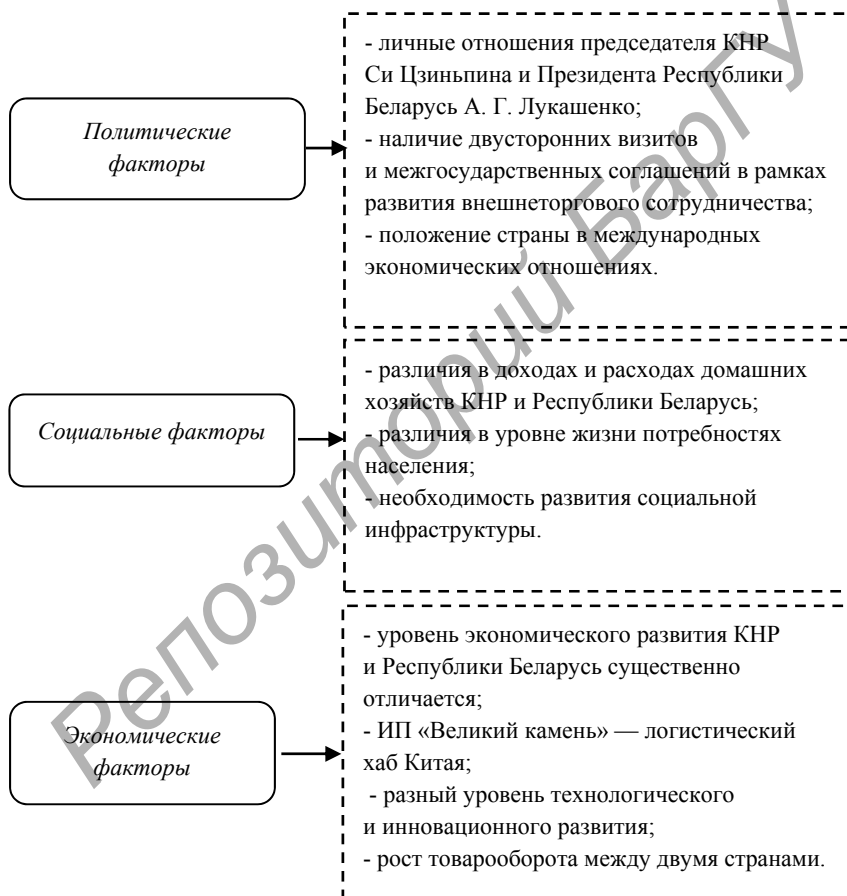 Политические
факторы
- личные отношения председателя КНР
Си Цзиньпина и Президента Республики
Беларусь А. Г. Лукашенко;
- наличие двусторонних визитов
и межгосударственных соглашений в рамках
развития внешнеторгового сотрудничества;
- положение страны в международных
экономических отношениях.
Социальные факторы
- различия в доходах и расходах домашних
хозяйств КНР и Республики Беларусь;
- различия в уровне жизни потребностях
населения;
- необходимость развития социальной
инфраструктуры.
Экономические
факторы
- уровень экономического развития КНР
и Республики Беларусь существенно
отличается;
- ИП «Великий камень» — логистический
хаб Китая;
- разный уровень технологического
и инновационного развития;
- рост товарооборота между двумя странами.
Репозиторий БарГУ